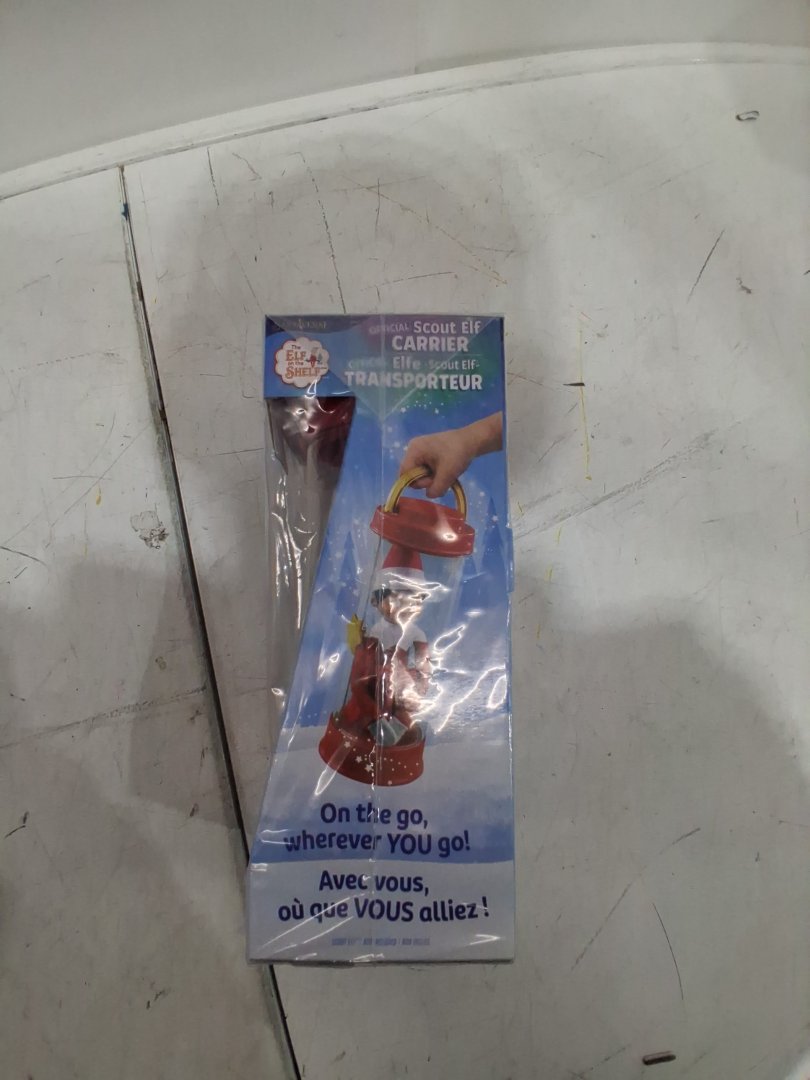 The
ELF
on the
SHELF
OFFICIAL Scout Elf
CARRIER
OFFICIEL Elfe -Scout Elf-
TRANSPORTEUR
On the go,
wherever YOU go!
Avec vous,
où que VOUS alliez !